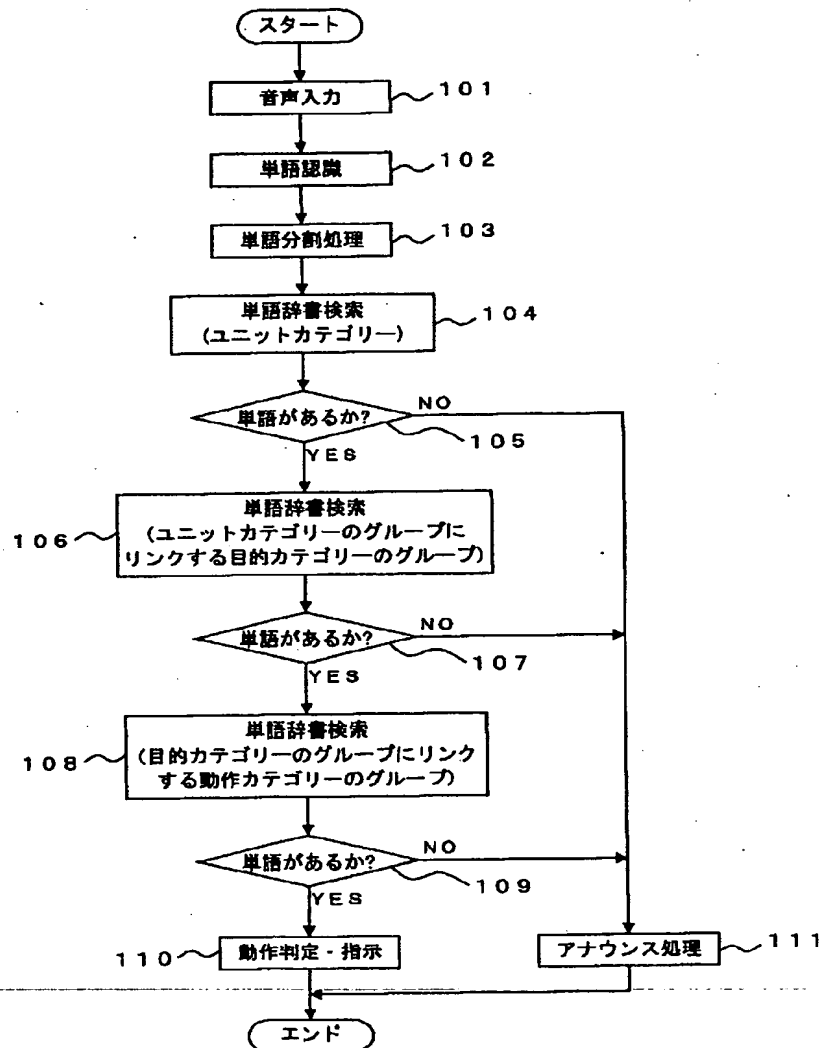 スタート
音声入力
101
単語認識
102
単語分割処理
103
単語辞書検索
(ユニットカテゴリー)
104
単語があるか?
NO
105
YES
単語辞書検索
(ユニットカテゴリーのグループに
リンクする目的カテゴリーのグループ)
106
単語があるか?
NO
107
YES
単語辞書検索
(目的カテゴリーのグループにリンク
する動作カテゴリーのグループ)
108
単語があるか?
NO
109
YES
110
動作判定・指示
アナウンス処理
111
エンド